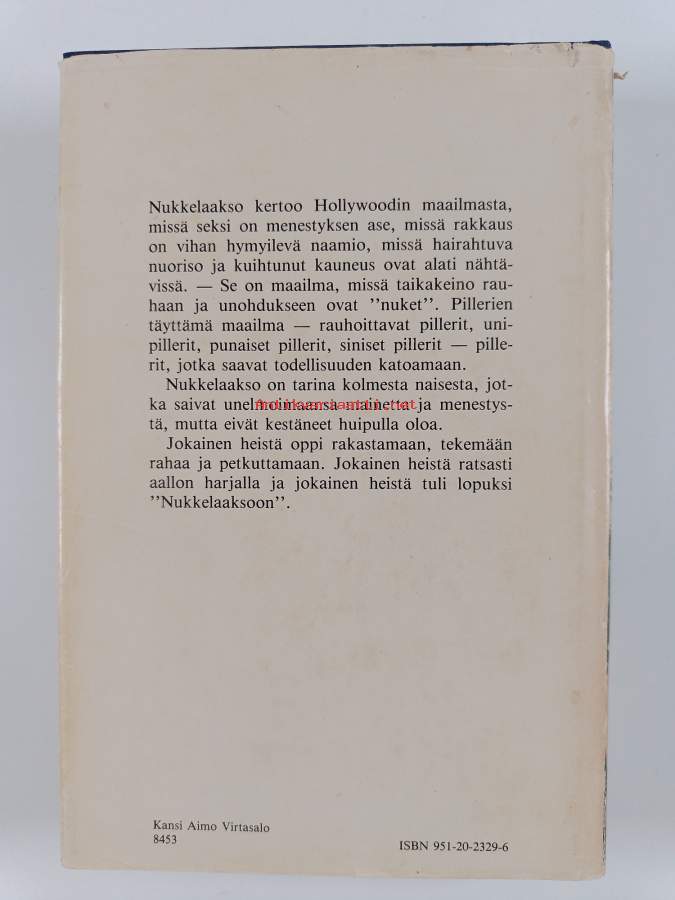 Nukkelaakso kertoo Hollywoodin maailmasta,
missä seksi on menestyksen ase, missä rakkaus
on vihan hymyilevä naamio, missä hairahtuva
nuoriso ja kuihtunut kauneus ovat alati nähtä-
vissä. — Se on maailma, missä taikakeino rau-
haan ja unohdukseen ovat ”nuket”. Pillerien
täyttämä maailma — rauhoittavat pillerit, uni-
pillerit, punaiset pillerit, siniset pillerit — pille-
rit, jotka saavat todellisuuden katoamaan.
Nukkelaakso on tarina kolmesta naisesta, jot-
ka saivat mainetta ja menestys-
antikvariaatti.net
tä, mutta eivät kestäneet huipulla oloa.
Jokainen heistä oppi rakastamaan, tekemään
rahaa ja petkuttamaan. Jokainen heistä ratsasti
aallon harjalla ja jokainen heistä tuli lopuksi
”Nukkelaaksoon”.
Kansi Aimo Virtasalo
8453
ISBN 951-20-2329-6